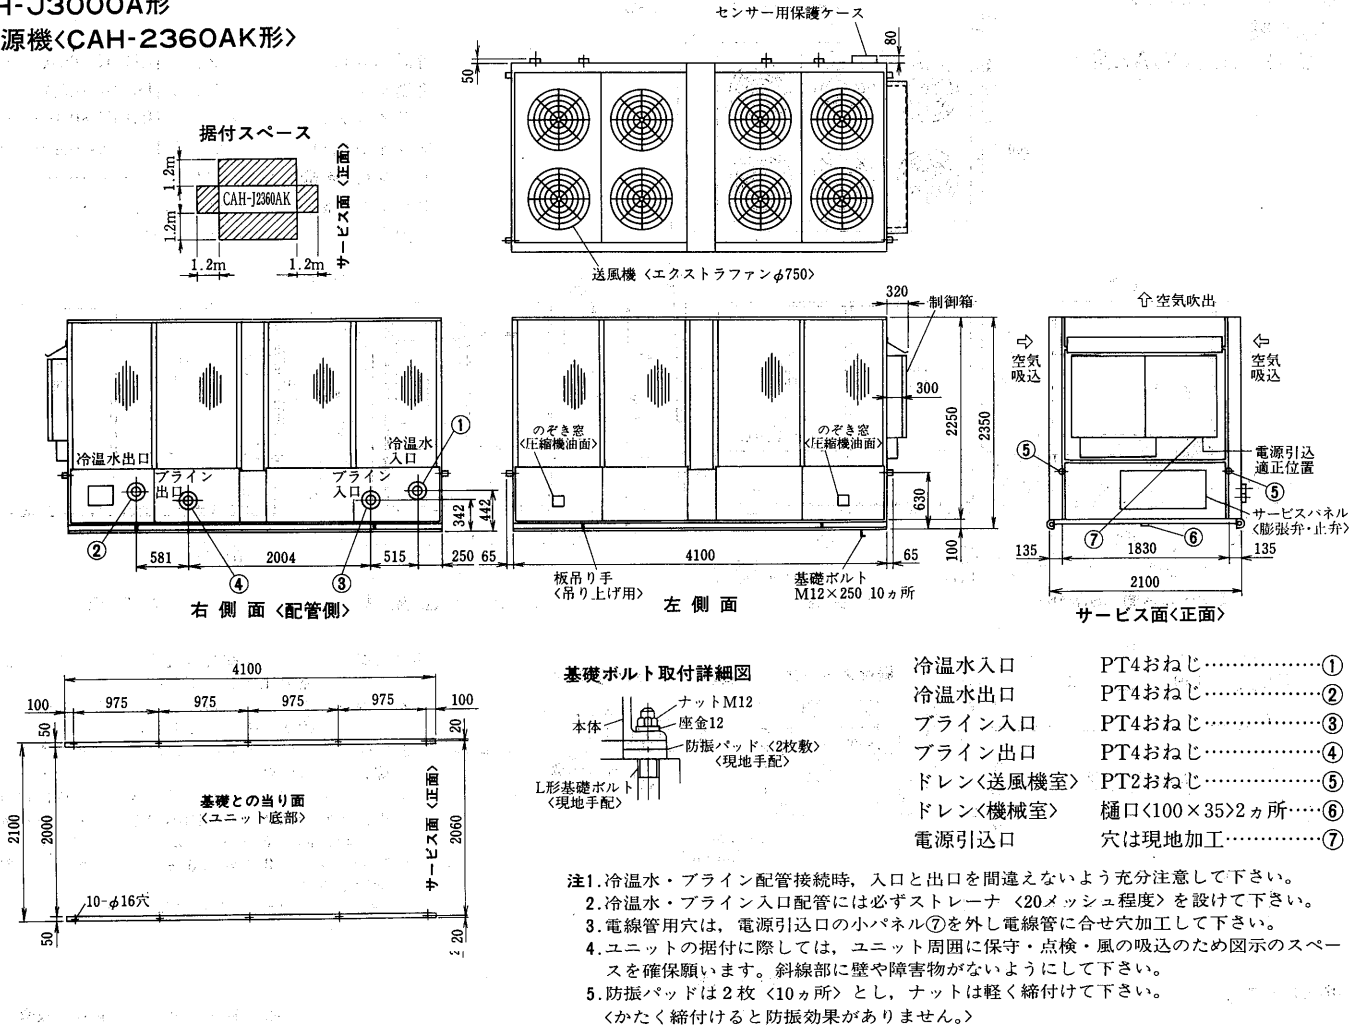 H-J3000A形
源機〈CAH-2360AK形〉
センサー用保護ケース
80
50
据付スペース
1.2m
CAH-J2360AK
1.2m
1.2m
1.2m
サービス面〈正面〉
送風機〈エクストラファンφ750〉
冷温水出口
ブライン
出口
ブライン
入口
冷温水
入口
①
②
④
③
342
442
581
2004
515
250
右側面〈配管側〉
のぞき窓
〈圧縮機油面〉
のぞき窓
〈圧縮機油面〉
320
制御箱
300
2250
2350
630
100
65
4100
65
板吊り手
〈吊り上げ用〉
基礎ボルト
M12×250 10ヵ所
左側面
空気吹出
空気
吸込
空気
吸込
⑤
電源引込
適正位置
⑤
サービスパネル
〈膨張弁・止弁〉
⑦
⑥
135
1830
135
2100
サービス面〈正面〉
4100
100
975
975
975
975
100
50
20
2100
2000
2060
基礎との当り面
〈ユニット底部〉
サービス面〈正面〉
10-φ16穴
50
20
基礎ボルト取付詳細図
ナットM12
座金12
本体
防振パッド〈2枚敷〉
〈現地手配〉
L形基礎ボルト
〈現地手配〉
冷温水入口 PT4おねじ……………①
冷温水出口 PT4おねじ……………②
ブライン入口 PT4おねじ……………③
ブライン出口 PT4おねじ……………④
ドレン〈送風機室〉 PT2おねじ……………⑤
ドレン〈機械室〉 樋口〈100×35〉2ヵ所……⑥
電源引込口 穴は現地加工……………⑦
注1.冷温水・ブライン配管接続時，入口と出口を間違えないよう充分注意して下さい。
2.冷温水・ブライン入口配管には必ずストレーナ〈20メッシュ程度〉を設けて下さい。
3.電線管用穴は，電源引込口の小パネル⑦を外し電線管に合せ穴加工して下さい。
4.ユニットの据付に際しては，ユニット周囲に保守・点検・風の吸込のため図示のスペー
スを確保願います。斜線部に壁や障害物がないようにして下さい。
5.防振パッドは2枚〈10ヵ所〉とし，ナットは軽く締付けて下さい。
〈かたく締付けると防振効果がありません。〉